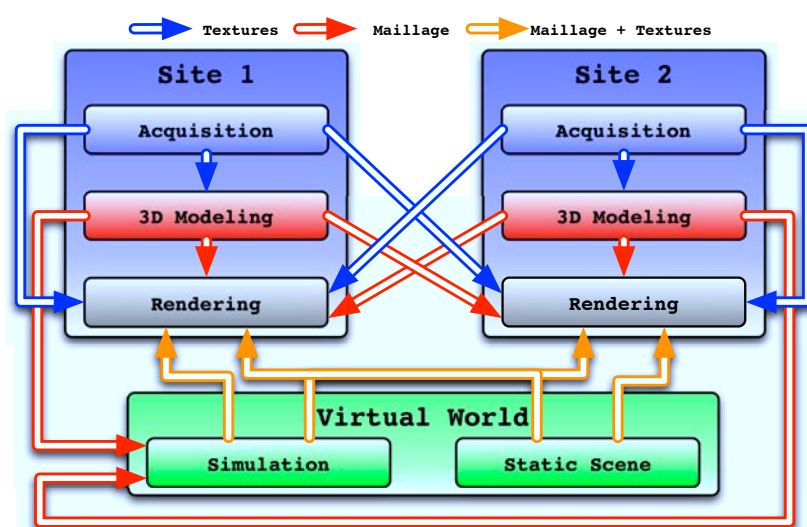 Textures Maillage Maillage + Textures
Site 1
Site 2
Acquisition
Acquisition
3D Modeling
3D Modeling
Rendering
Rendering
Virtual World
Simulation
Static Scene